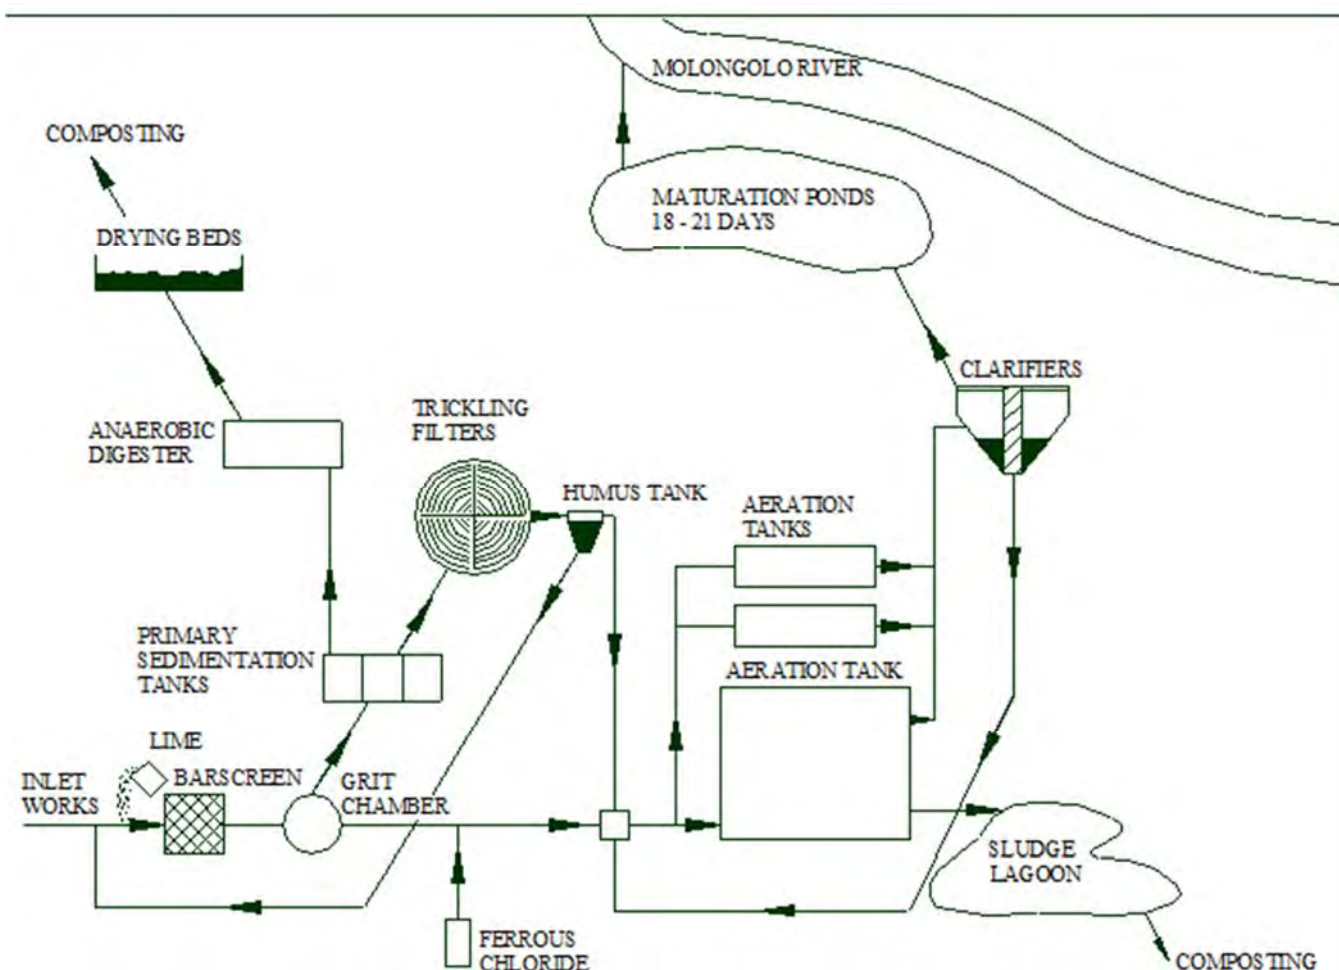 MOLONGOLO RIVER
COMPOSTING
MATURATION PONDS
18 - 21 DAYS
DRYING BEDS
CLARIFIERS
TRICKLING
FILTERS
ANAEROBIC
DIGESTER
HUMUS TANK
AERATION
TANKS
PRIMARY
SEDIMENTATION
TANKS
AERATION TANK
LIME
INLET
WORKS
BARSCREEN
GRIT
CHAMBER
SLUDGE
LAGOON
FERROUS
CHLORIDE
COMPOSTING